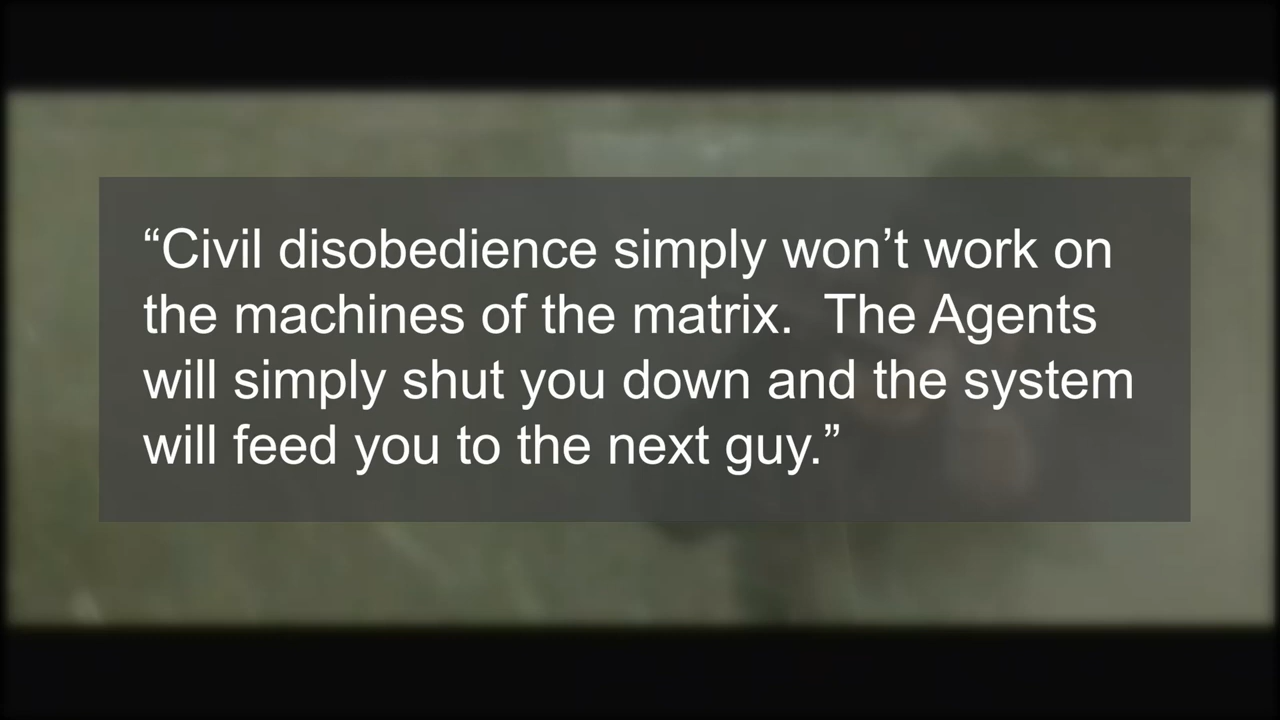 “Civil disobedience simply won’t work on
the machines of the matrix.  The Agents
will simply shut you down and the system
will feed you to the next guy.”